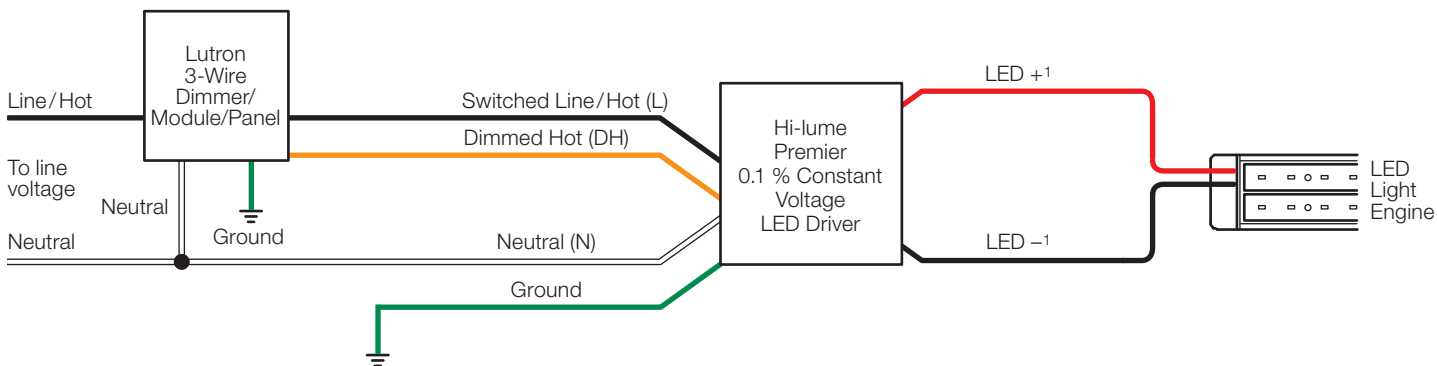 Lutron
3-Wire
Dimmer/
Module/Panel
Line/Hot
To line
voltage
Neutral
Neutral
Ground
Switched Line/Hot (L)
Dimmed Hot (DH)
Neutral (N)
Ground
Hi-lume
Premier
0.1 % Constant
Voltage
LED Driver
LED +¹
LED –¹
LED
Light
Engine